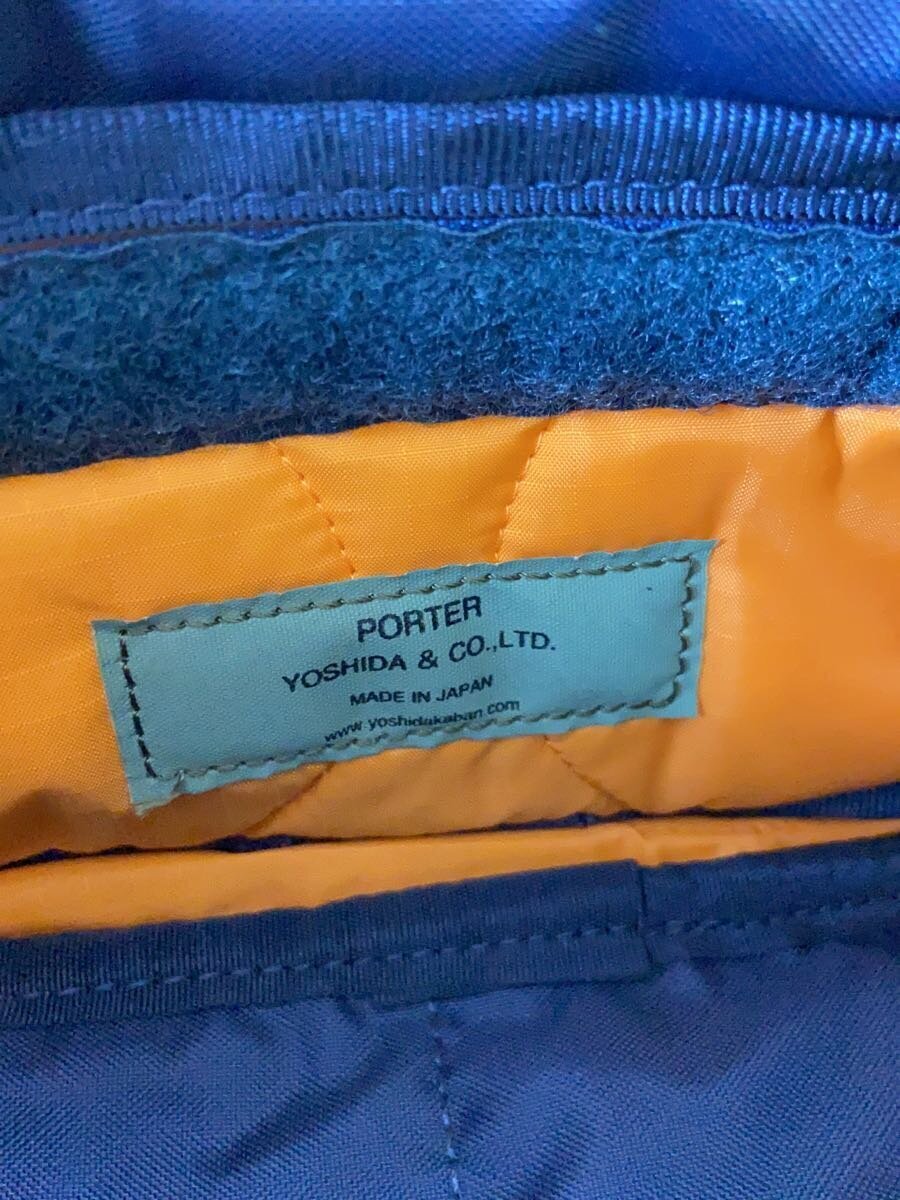 PORTER
YOSHIDA & CO.,LTD.
MADE IN JAPAN
www.yoshidakaban.com